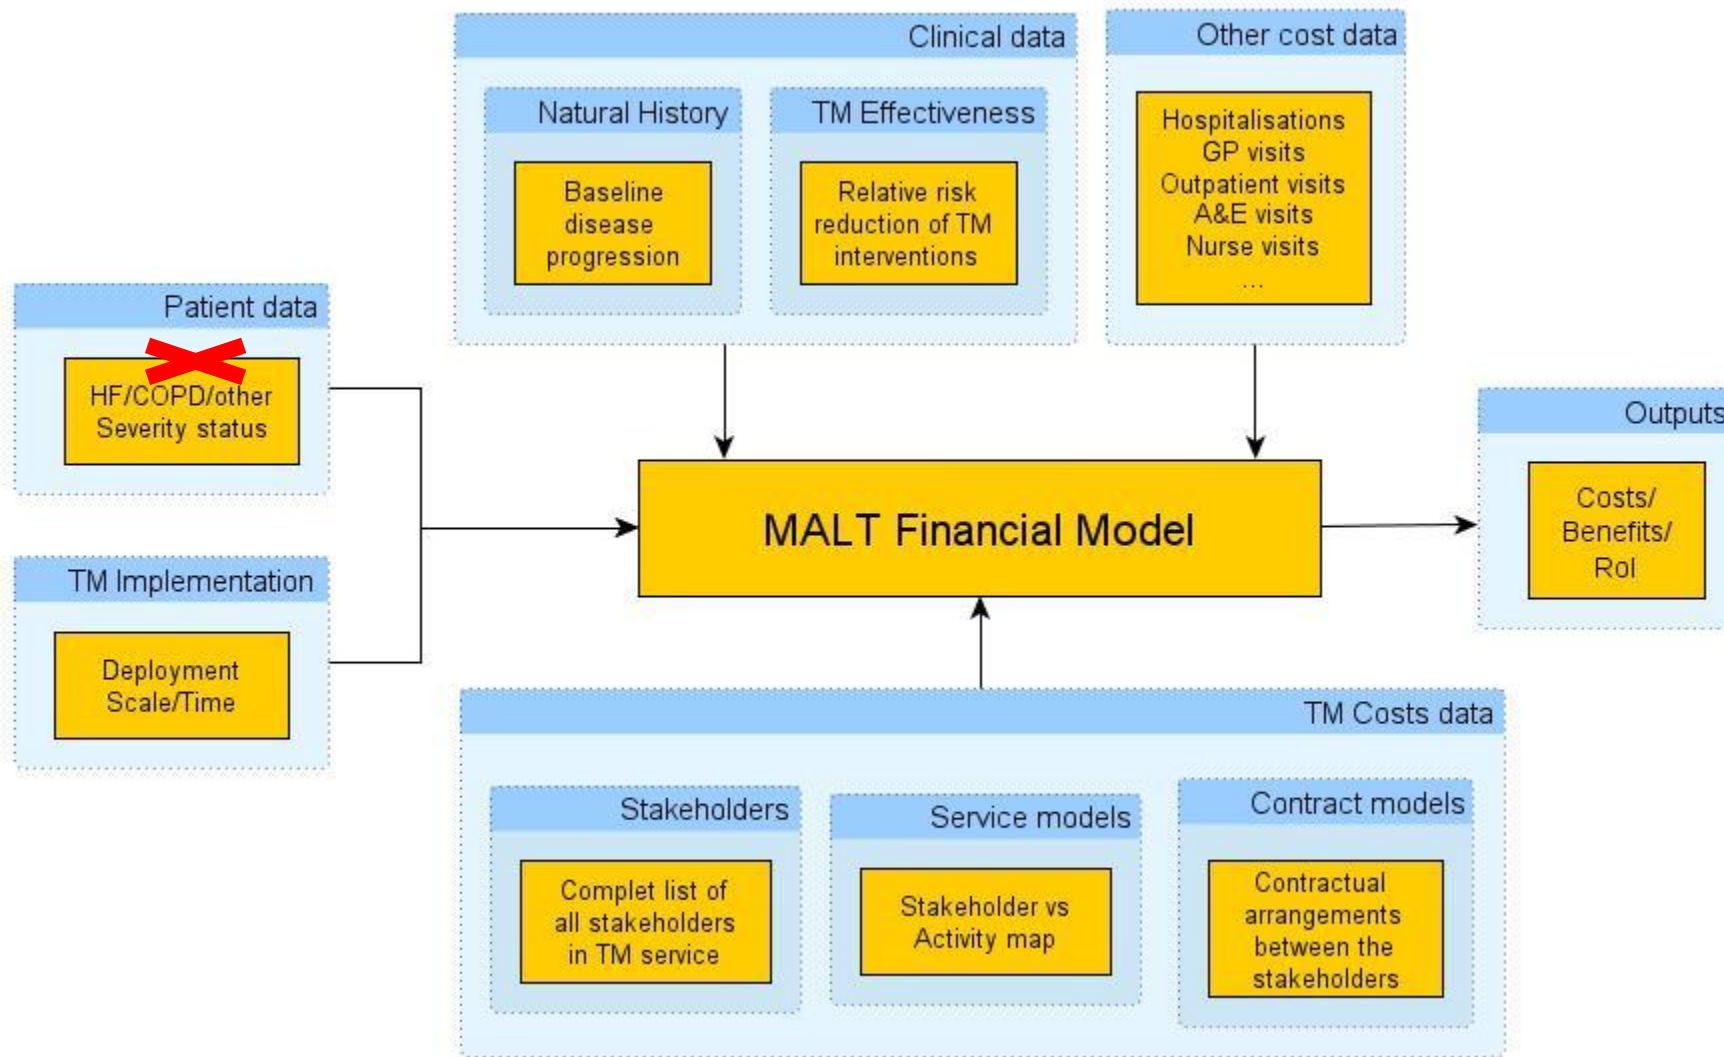 Clinical data
Natural History
Baseline
disease
progression
TM Effectiveness
Relative risk
reduction of TM
interventions
Other cost data
Hospitalisations
GP visits
Outpatient visits
A&E visits
Nurse visits
...
Patient data
HF/COPD/other
Severity status
TM Implementation
Deployment
Scale/Time
MALT Financial Model
Outputs
Costs/
Benefits/
RoI
TM Costs data
Stakeholders
Complet list of
all stakeholders
in TM service
Service models
Stakeholder vs
Activity map
Contract models
Contractual
arrangements
between the
stakeholders